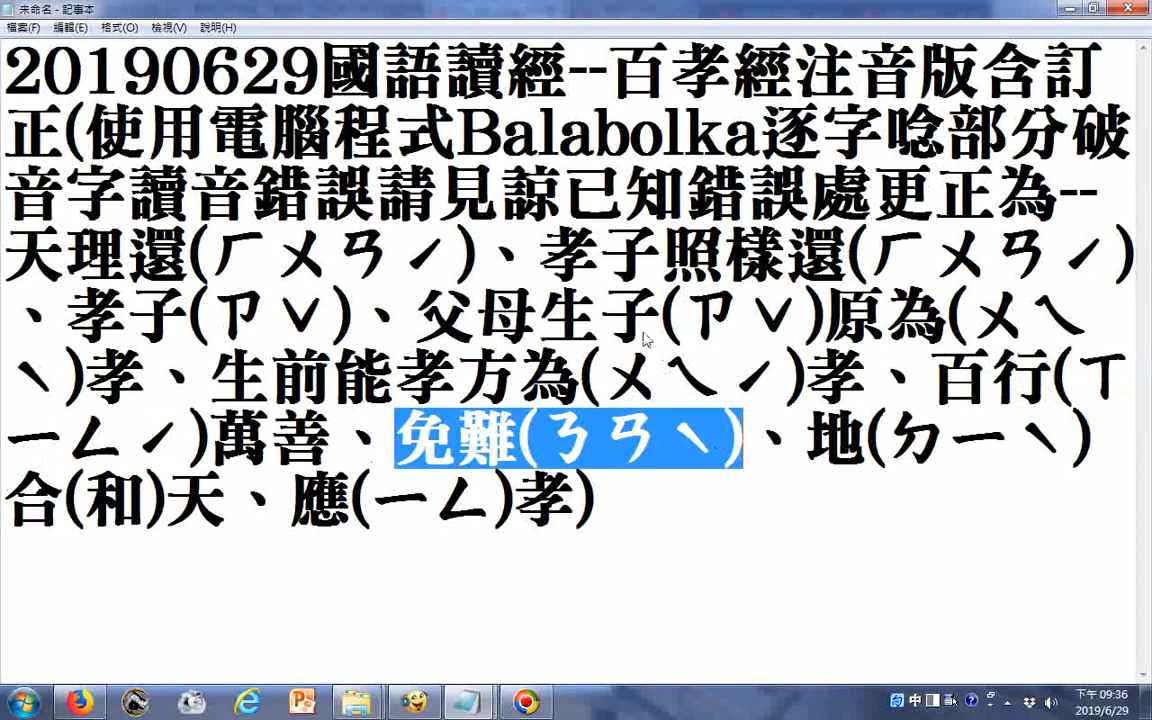 未命名 - 記事本
檔案(F) 編輯(E) 格式(O) 檢視(V) 說明(H)
20190629國語讀經--百孝經注音版含訂
正(使用電腦程式Balabolka逐字唸部分破
音字讀音錯誤請見諒已知錯誤處更正為--
天理還(ㄏㄨㄢˊ)、孝子照樣還(ㄏㄨㄢˊ)
、孝子(ㄗˇ)、父母生子(ㄗˇ)原為(ㄨㄟ
ˋ)孝、生前能孝方為(ㄨㄟˊ)孝、百行(ㄒ
ㄧㄥˊ)萬善、免難(ㄋㄢˋ)、地(ㄉㄧˋ)
合(和)天、應(ㄧㄥ)孝)
中
下午 09:36
2019/6/29